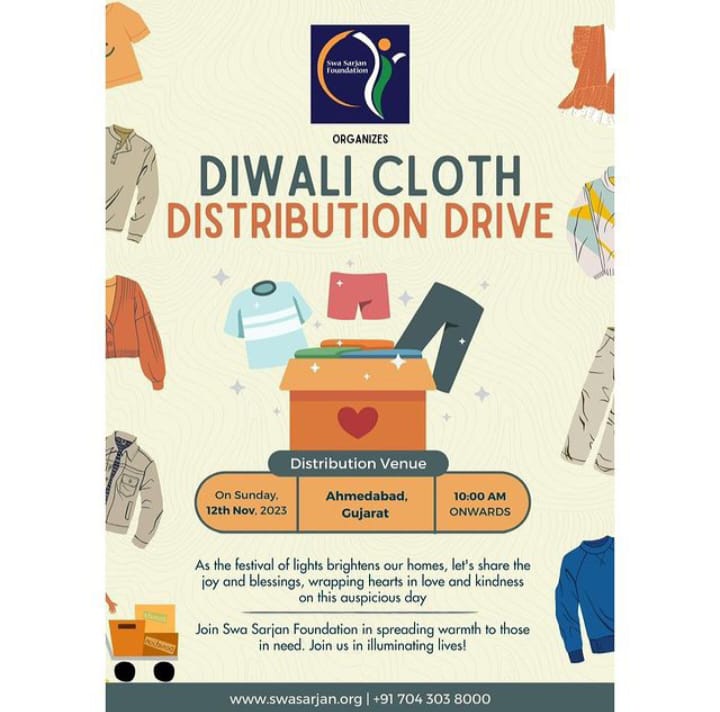 Swa Sarjan
Foundation
ORGANIZES
DIWALI CLOTH
DISTRIBUTION DRIVE
Distribution Venue
On Sunday,
12th Nov, 2023
Ahmedabad,
Gujarat
10:00 AM
ONWARDS
As the festival of lights brightens our homes, let's share the
joy and blessings, wrapping hearts in love and kindness
on this auspicious day
Join Swa Sarjan Foundation in spreading warmth to those
in need. Join us in illuminating lives!
www.swasarjan.org | +91 704 303 8000